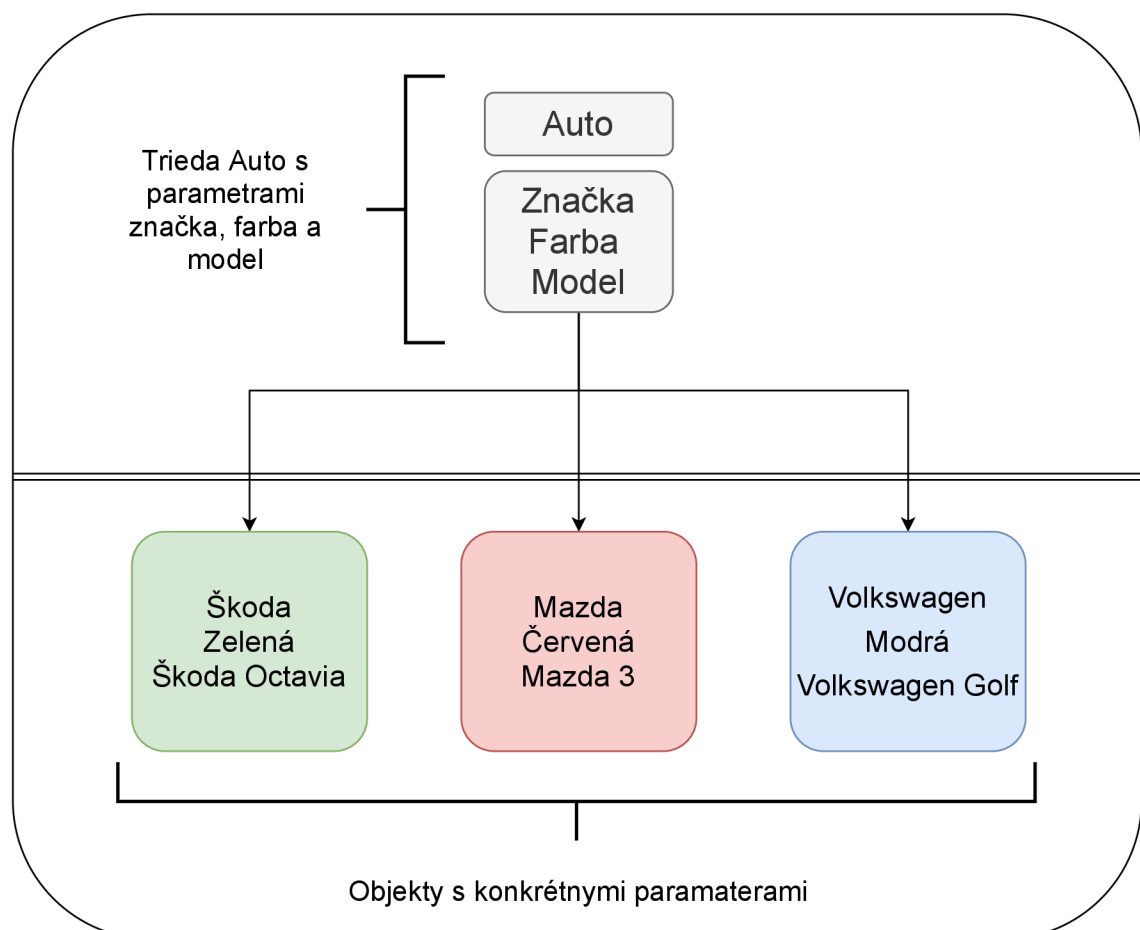 Auto
Trieda Auto s
parametrami
značka, farba a
model
Značka
Farba
Model
Škoda
Zelená
Škoda Octavia
Mazda
Červená
Mazda 3
Volkswagen
Modrá
Volkswagen Golf
Objekty s konkrétnymi paramaterami